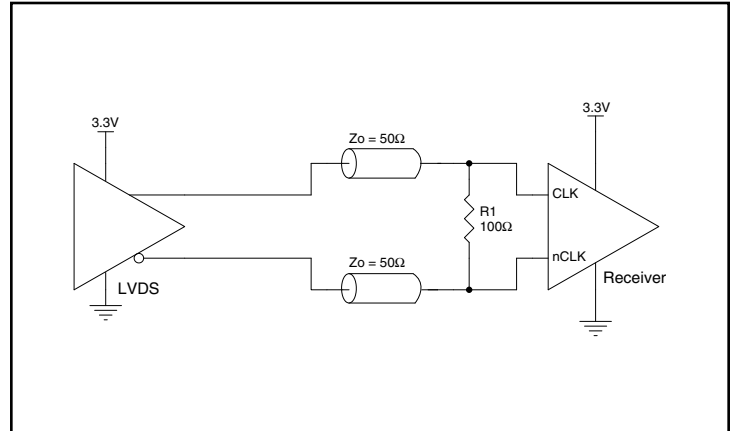 3.3V
3.3V
Zo = 50Ω
CLK
R1
100Ω
Zo = 50Ω
nCLK
LVDS
Receiver